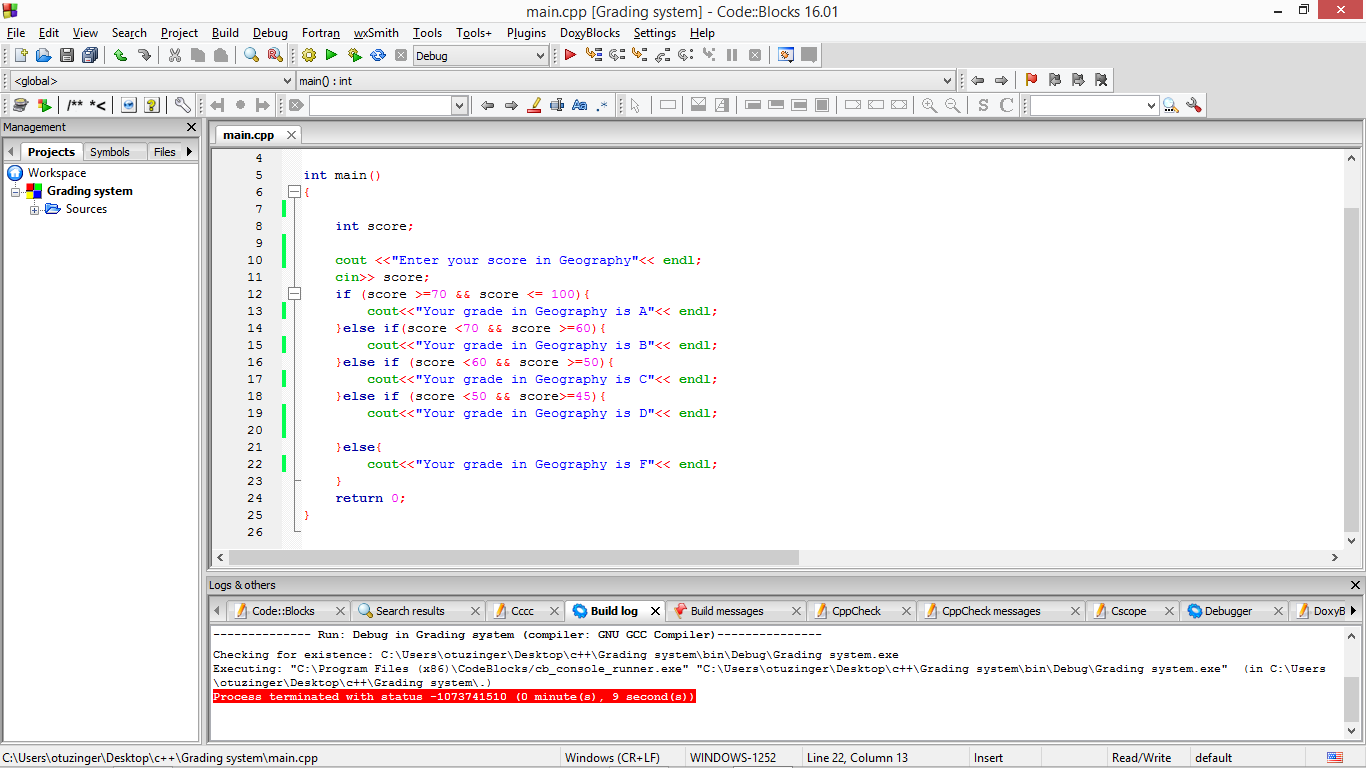 main.cpp [Grading system] - Code::Blocks 16.01
File Edit View Search Project Build Debug Fortran wxSmith Tools Tools+ Plugins DoxyBlocks Settings Help
Debug
<global> main() : int
/** *< Aa .* S C
Management
main.cpp
Projects Symbols Files
Workspace
Grading system
Sources
4
5 int main()
6 {
7
8 int score;
9
10 cout <<"Enter your score in Geography"<< endl;
11 cin>> score;
12 if (score >=70 && score <= 100){
13 cout<<"Your grade in Geography is A"<< endl;
14 }else if(score <70 && score >=60){
15 cout<<"Your grade in Geography is B"<< endl;
16 }else if (score <60 && score >=50){
17 cout<<"Your grade in Geography is C"<< endl;
18 }else if (score <50 && score>=45){
19 cout<<"Your grade in Geography is D"<< endl;
20
21 }else{
22 cout<<"Your grade in Geography is F"<< endl;
23 }
24 return 0;
25 }
26
Logs & others
Code::Blocks Search results Cccc Build log Build messages CppCheck CppCheck messages Cscope Debugger DoxyB
-------------- Run: Debug in Grading system (compiler: GNU GCC Compiler)---------------
Checking for existence: C:\Users\otuzinger\Desktop\c++\Grading system\bin\Debug\Grading system.exe
Executing: "C:\Program Files (x86)\CodeBlocks/cb_console_runner.exe" "C:\Users\otuzinger\Desktop\c++\Grading system\bin\Debug\Grading system.exe"  (in C:\Users
\otuzinger\Desktop\c++\Grading system\.)
Process terminated with status -1073741510 (0 minute(s), 9 second(s))
C:\Users\otuzinger\Desktop\c++\Grading system\main.cpp Windows (CR+LF) WINDOWS-1252 Line 22, Column 13 Insert Read/Write default